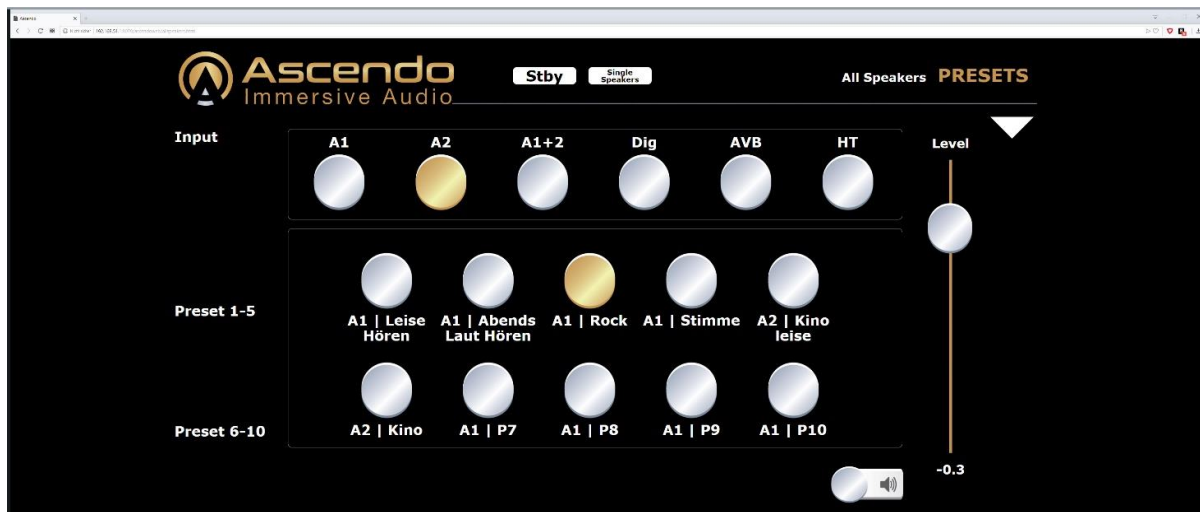 Ascendo
Immersive Audio
Stby
Single
Speakers
All Speakers PRESETS
Input
A1 A2 A1+2 Dig AVB HT
Level
Preset 1-5
A1 | Leise
Hören
A1 | Abends
Laut Hören
A1 | Rock
A1 | Stimme
A2 | Kino
leise
Preset 6-10
A2 | Kino
A1 | P7
A1 | P8
A1 | P9
A1 | P10
-0.3